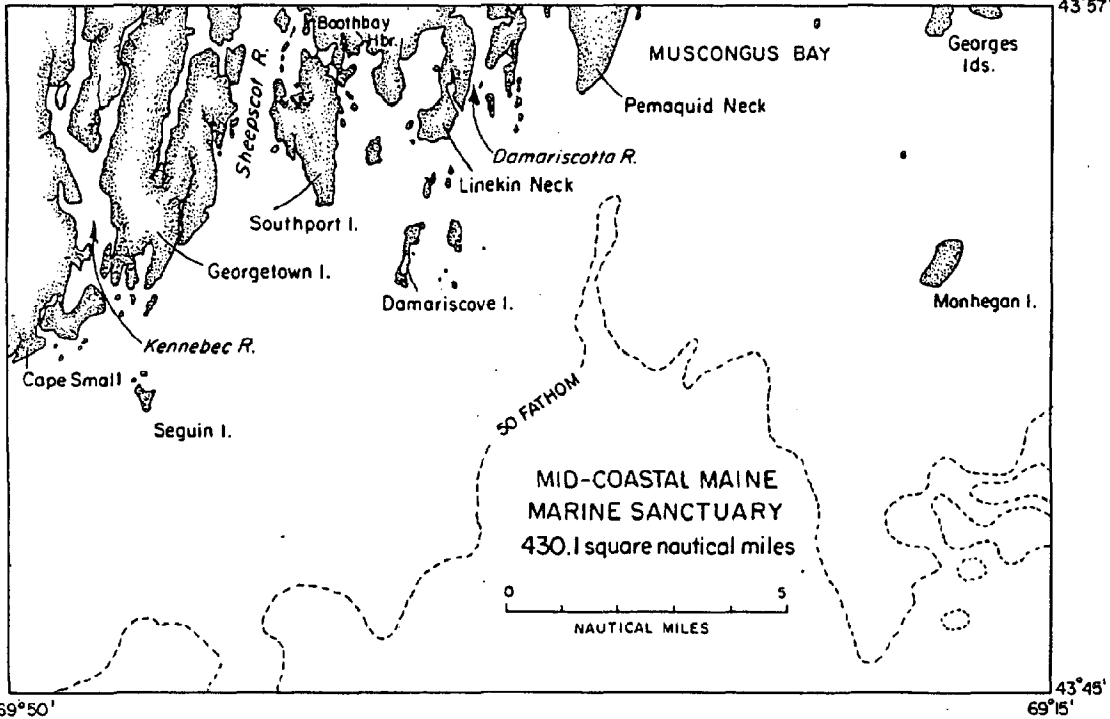 43 57'
Boothbay
Hbr.
MUSCONGUS BAY
Georges
Ids.
Pemaquid Neck
Sheepscot R.
Damariscotta R.
Linekin Neck
Southport I.
Georgetown I.
Damariscove I.
Monhegan I.
Kennebec R.
Cape Small
Seguin I.
50 FATHOM
MID-COASTAL MAINE
MARINE SANCTUARY
430.1 square nautical miles
0 5
NAUTICAL MILES
43°45'
69°50' 69°15'